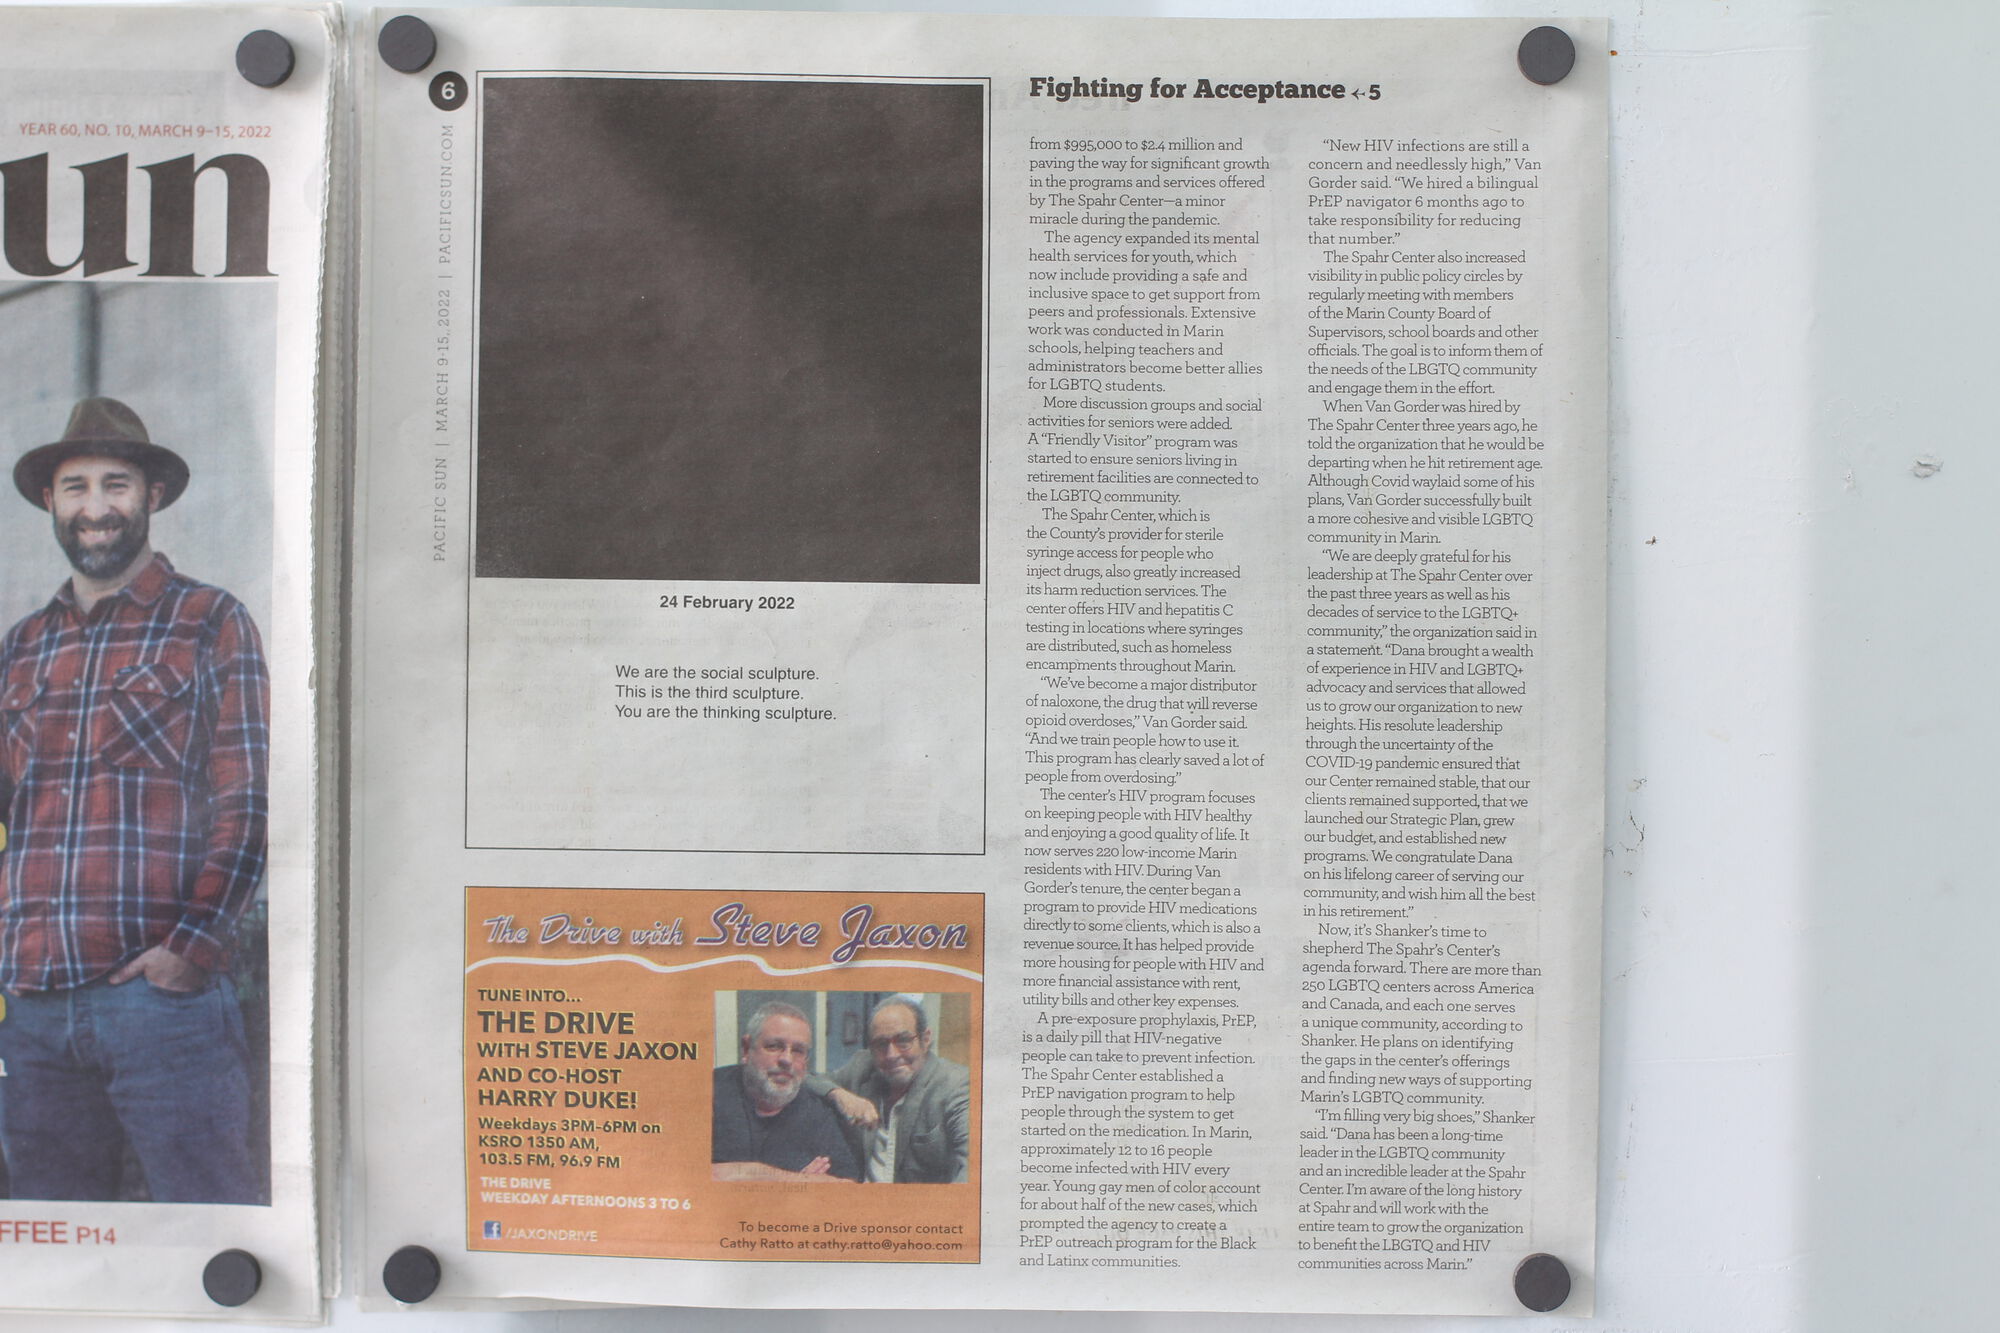 YEAR 60, NO. 10, MARCH 9–15, 2022
un
FFEE P14
6
PACIFIC SUN | MARCH 9-15, 2022 | PACIFICSUN.COM
24 February 2022
We are the social sculpture.
This is the third sculpture.
You are the thinking sculpture.
The Drive with Steve Jaxon
TUNE INTO...
THE DRIVE
WITH STEVE JAXON
AND CO-HOST
HARRY DUKE!
Weekdays 3PM–6PM on
KSRO 1350 AM,
103.5 FM, 96.9 FM
THE DRIVE
WEEKDAY AFTERNOONS 3 TO 6
f /JAXONDRIVE
To become a Drive sponsor contact
Cathy Ratto at cathy.ratto@yahoo.com
Fighting for Acceptance ← 5
from $995,000 to $2.4 million and
paving the way for significant growth
in the programs and services offered
by The Spahr Center—a minor
miracle during the pandemic.
The agency expanded its mental
health services for youth, which
now include providing a safe and
inclusive space to get support from
peers and professionals. Extensive
work was conducted in Marin
schools, helping teachers and
administrators become better allies
for LGBTQ students.
More discussion groups and social
activities for seniors were added.
A “Friendly Visitor” program was
started to ensure seniors living in
retirement facilities are connected to
the LGBTQ community.
The Spahr Center, which is
the County’s provider for sterile
syringe access for people who
inject drugs, also greatly increased
its harm reduction services. The
center offers HIV and hepatitis C
testing in locations where syringes
are distributed, such as homeless
encampments throughout Marin.
“We’ve become a major distributor
of naloxone, the drug that will reverse
opioid overdoses,” Van Gorder said.
“And we train people how to use it.
This program has clearly saved a lot of
people from overdosing.”
The center’s HIV program focuses
on keeping people with HIV healthy
and enjoying a good quality of life. It
now serves 220 low-income Marin
residents with HIV. During Van
Gorder’s tenure, the center began a
program to provide HIV medications
directly to some clients, which is also a
revenue source. It has helped provide
more housing for people with HIV and
more financial assistance with rent,
utility bills and other key expenses.
A pre-exposure prophylaxis, PrEP,
is a daily pill that HIV-negative
people can take to prevent infection.
The Spahr Center established a
PrEP navigation program to help
people through the system to get
started on the medication. In Marin,
approximately 12 to 16 people
become infected with HIV every
year. Young gay men of color account
for about half of the new cases, which
prompted the agency to create a
PrEP outreach program for the Black
and Latinx communities.
“New HIV infections are still a
concern and needlessly high,” Van
Gorder said. “We hired a bilingual
PrEP navigator 6 months ago to
take responsibility for reducing
that number.”
The Spahr Center also increased
visibility in public policy circles by
regularly meeting with members
of the Marin County Board of
Supervisors, school boards and other
officials. The goal is to inform them of
the needs of the LBGTQ community
and engage them in the effort.
When Van Gorder was hired by
The Spahr Center three years ago, he
told the organization that he would be
departing when he hit retirement age.
Although Covid waylaid some of his
plans, Van Gorder successfully built
a more cohesive and visible LGBTQ
community in Marin.
“We are deeply grateful for his
leadership at The Spahr Center over
the past three years as well as his
decades of service to the LGBTQ+
community,” the organization said in
a statement. “Dana brought a wealth
of experience in HIV and LGBTQ+
advocacy and services that allowed
us to grow our organization to new
heights. His resolute leadership
through the uncertainty of the
COVID-19 pandemic ensured that
our Center remained stable, that our
clients remained supported, that we
launched our Strategic Plan, grew
our budget, and established new
programs. We congratulate Dana
on his lifelong career of serving our
community, and wish him all the best
in his retirement.”
Now, it’s Shanker’s time to
shepherd The Spahr’s Center’s
agenda forward. There are more than
250 LGBTQ centers across America
and Canada, and each one serves
a unique community, according to
Shanker. He plans on identifying
the gaps in the center’s offerings
and finding new ways of supporting
Marin’s LGBTQ community.
“I’m filling very big shoes,” Shanker
said. “Dana has been a long-time
leader in the LGBTQ community
and an incredible leader at the Spahr
Center. I’m aware of the long history
at Spahr and will work with the
entire team to grow the organization
to benefit the LBGTQ and HIV
communities across Marin.”